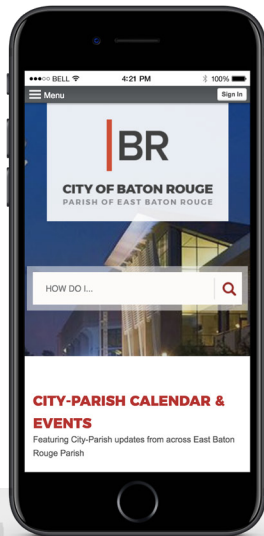 BELL 4:21 PM 100%
Menu Sign In
BR
CITY OF BATON ROUGE
PARISH OF EAST BATON ROUGE
HOW DO I...
CITY-PARISH CALENDAR &
EVENTS
Featuring City-Parish updates from across East Baton
Rouge Parish